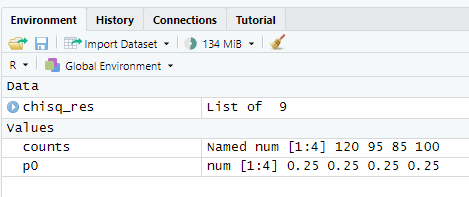 Environment History Connections Tutorial
Import Dataset 134 MiB
R Global Environment
Data
chisq_res List of 9
Values
counts Named num [1:4] 120 95 85 100
p0 num [1:4] 0.25 0.25 0.25 0.25